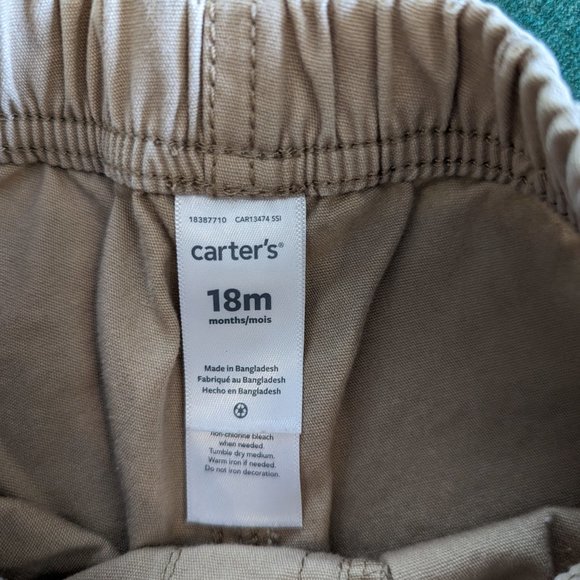 18387710 CAR13474 SSI
carter's®
18m
months/mois
Made in Bangladesh
Fabriqué au Bangladesh
Hecho en Bangladesh
non-chlorine bleach
when needed.
Tumble dry medium.
Warm iron if needed.
Do not iron decoration.